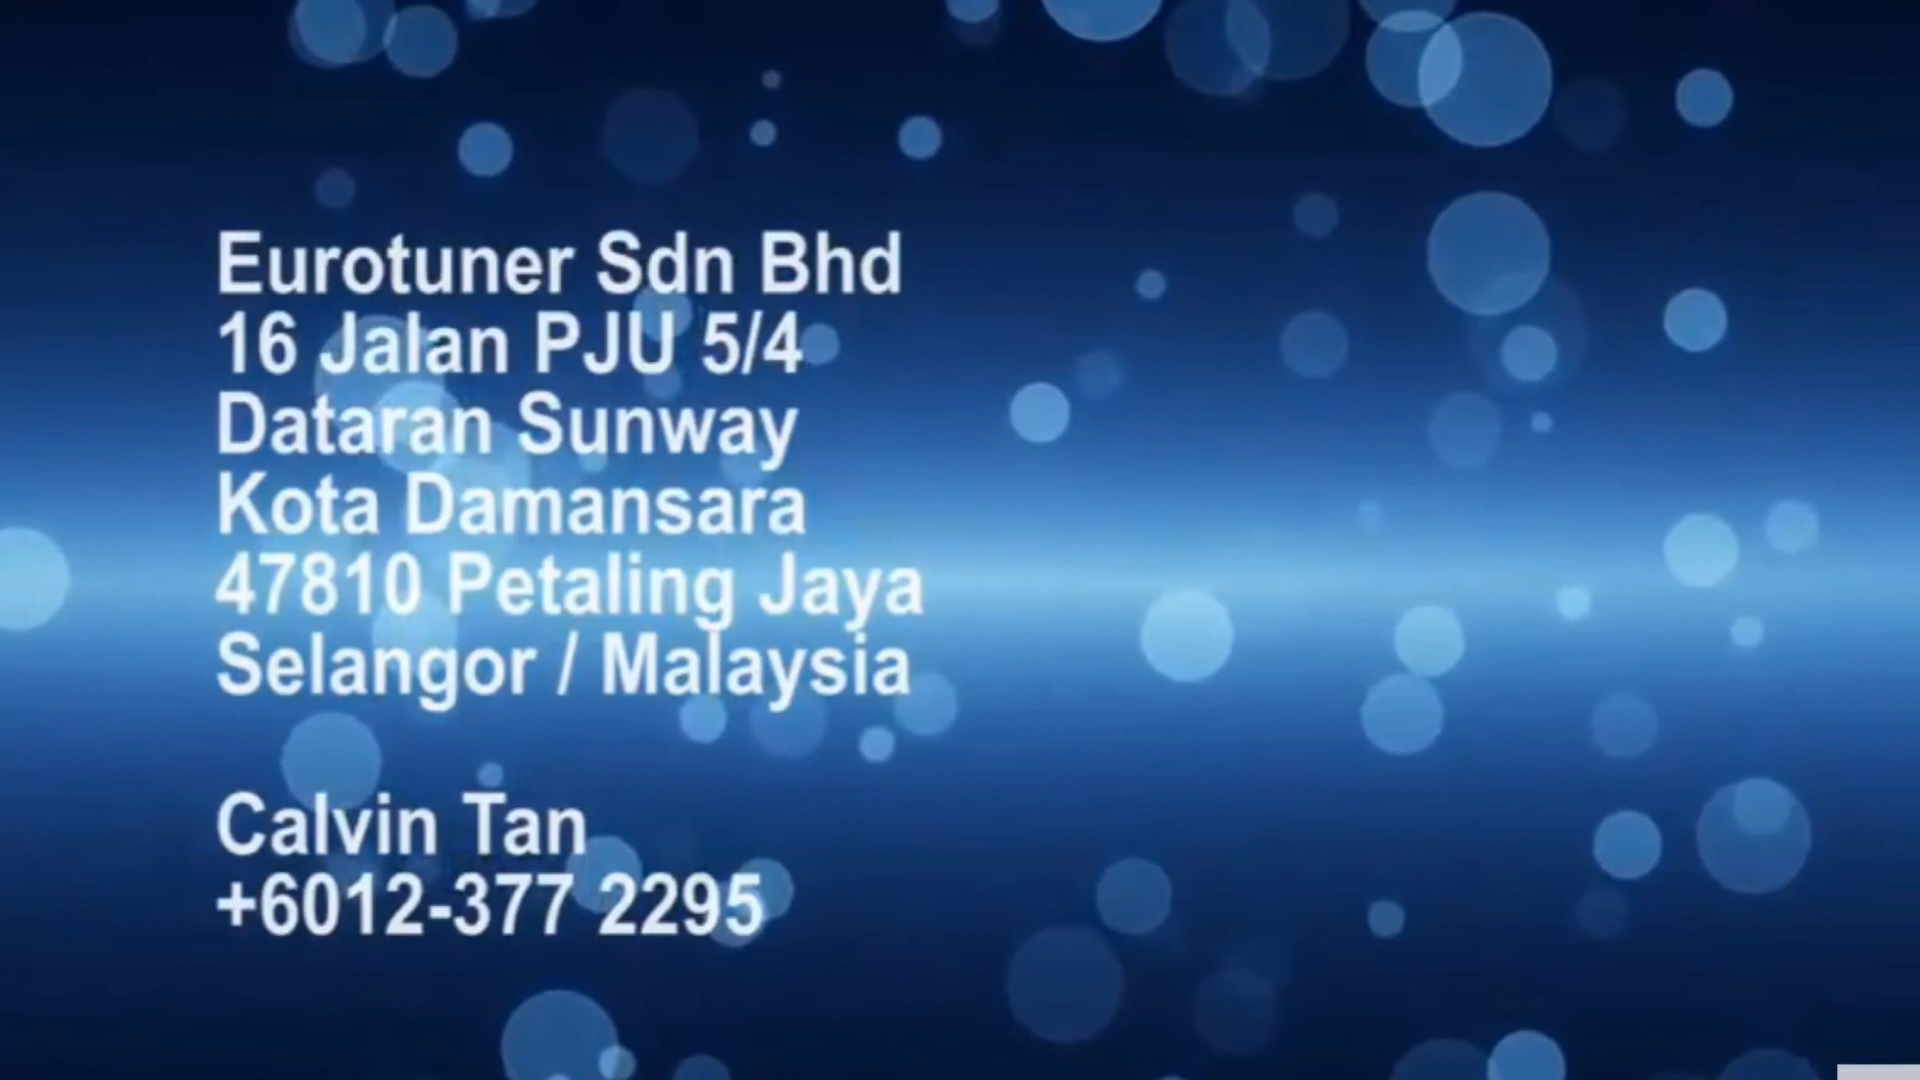 Eurotuner Sdn Bhd
16 Jalan PJU 5/4
Dataran Sunway
Kota Damansara
47810 Petaling Jaya
Selangor / Malaysia
Calvin Tan
+6012-377 2295